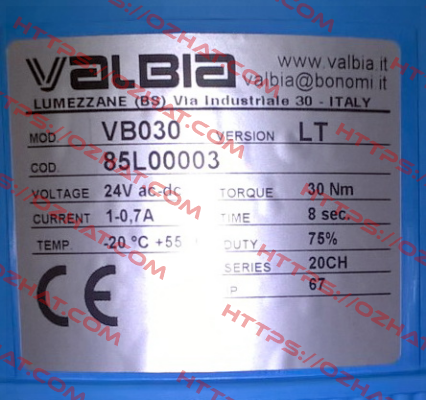 VALBIA
www.valbia.it
valbia@bonomi.it
LUMEZZANE (BS) Via Industriale 30 - ITALY
MOD. VB030 VERSION LT
COD. 85L00003
VOLTAGE 24V ac-dc TORQUE 30 Nm
CURRENT 1-0,7A TIME 8 sec.
TEMP. -20 °C +55 DUTY 75%
SERIES 20CH
P 67
CE
HTTPS://OZHAT.COM